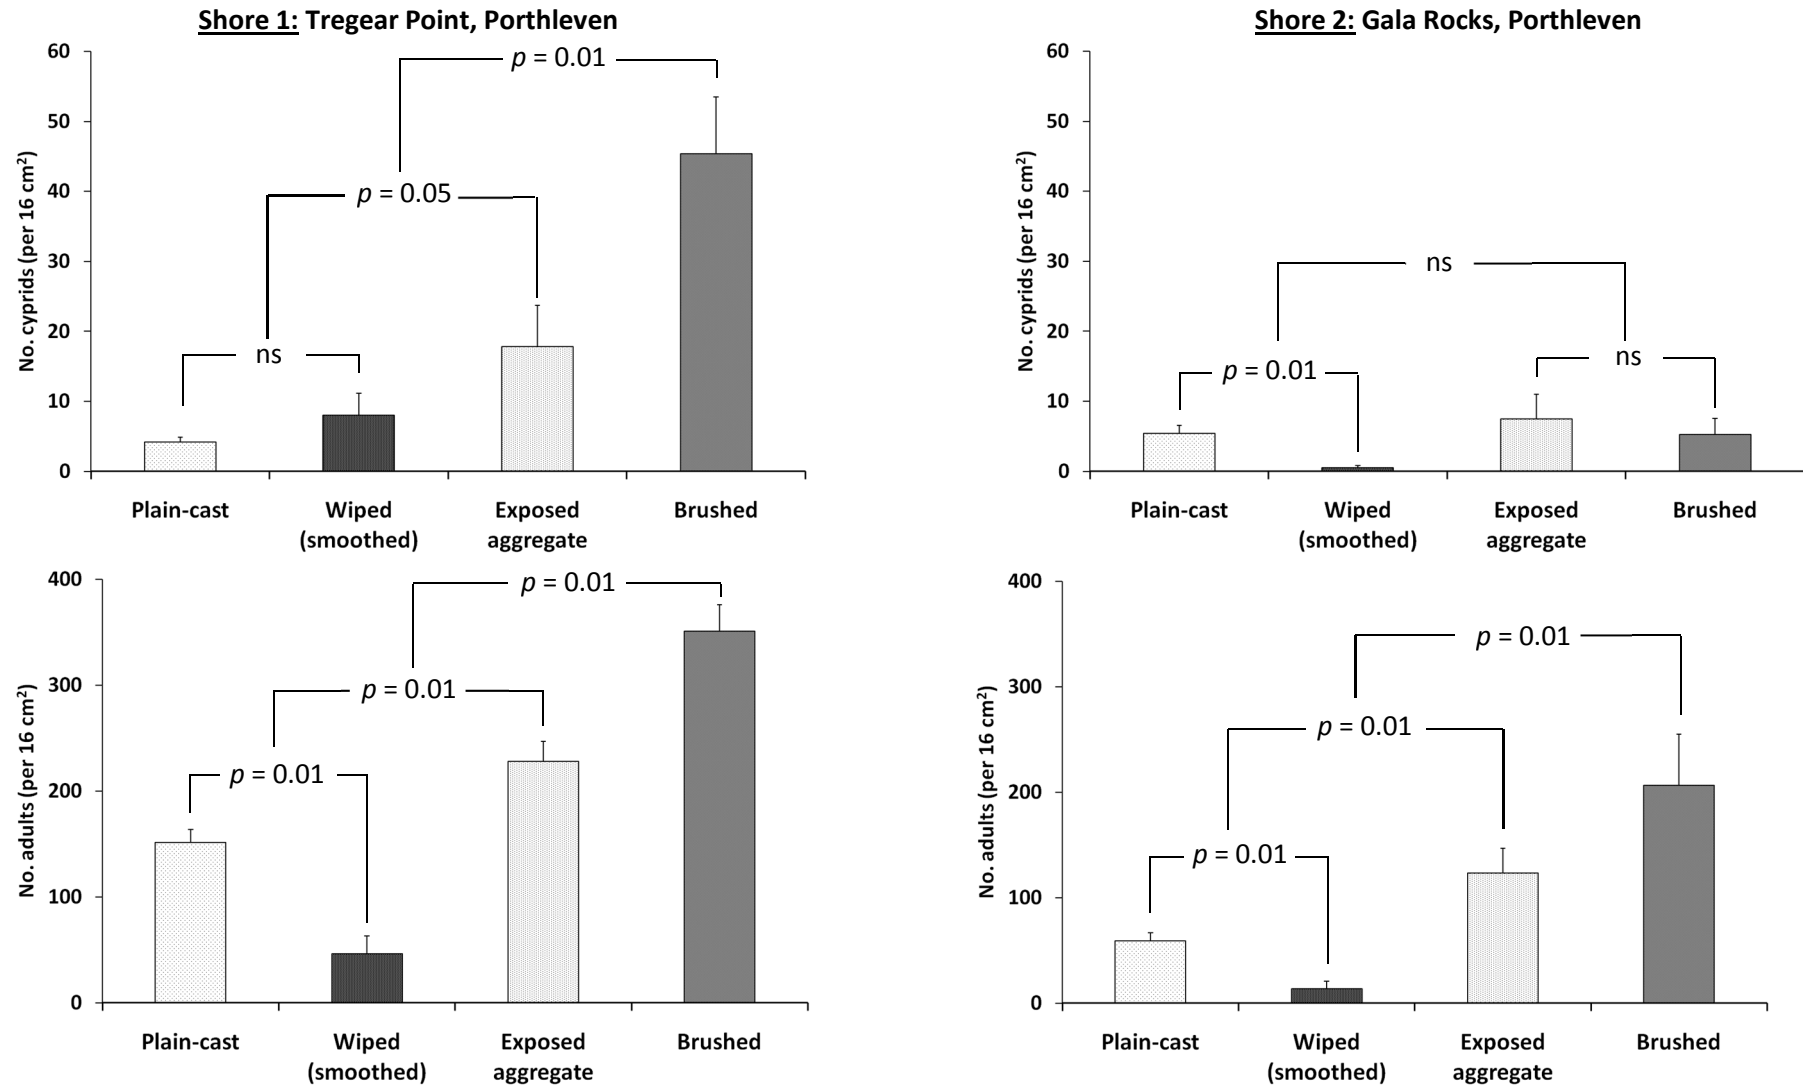 Shore 1: Tregear Point, Porthleven
No. cyprids (per 16 cm²)
60
50
40
30
20
10
0
p = 0.01
p = 0.05
ns
Plain-cast
Wiped
(smoothed)
Exposed
aggregate
Brushed
Shore 2: Gala Rocks, Porthleven
No. cyprids (per 16 cm²)
60
50
40
30
20
10
0
ns
p = 0.01
ns
Plain-cast
Wiped
(smoothed)
Exposed
aggregate
Brushed
No. adults (per 16 cm²)
400
300
200
100
0
p = 0.01
p = 0.01
p = 0.01
Plain-cast
Wiped
(smoothed)
Exposed
aggregate
Brushed
No. adults (per 16 cm²)
400
300
200
100
0
p = 0.01
p = 0.01
p = 0.01
Plain-cast
Wiped
(smoothed)
Exposed
aggregate
Brushed